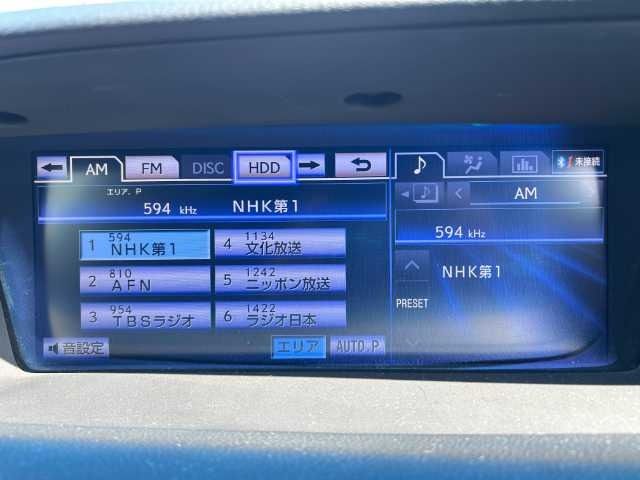 AM FM DISC HDD
エリア. P
594 kHz NHK第1
1 594 NHK第1
4 1134 文化放送
2 810 AFN
5 1242 ニッポン放送
3 954 TBSラジオ
6 1422 ラジオ日本
音設定 エリア AUTO.P
未接続
AM
594 kHz
NHK第1
PRESET